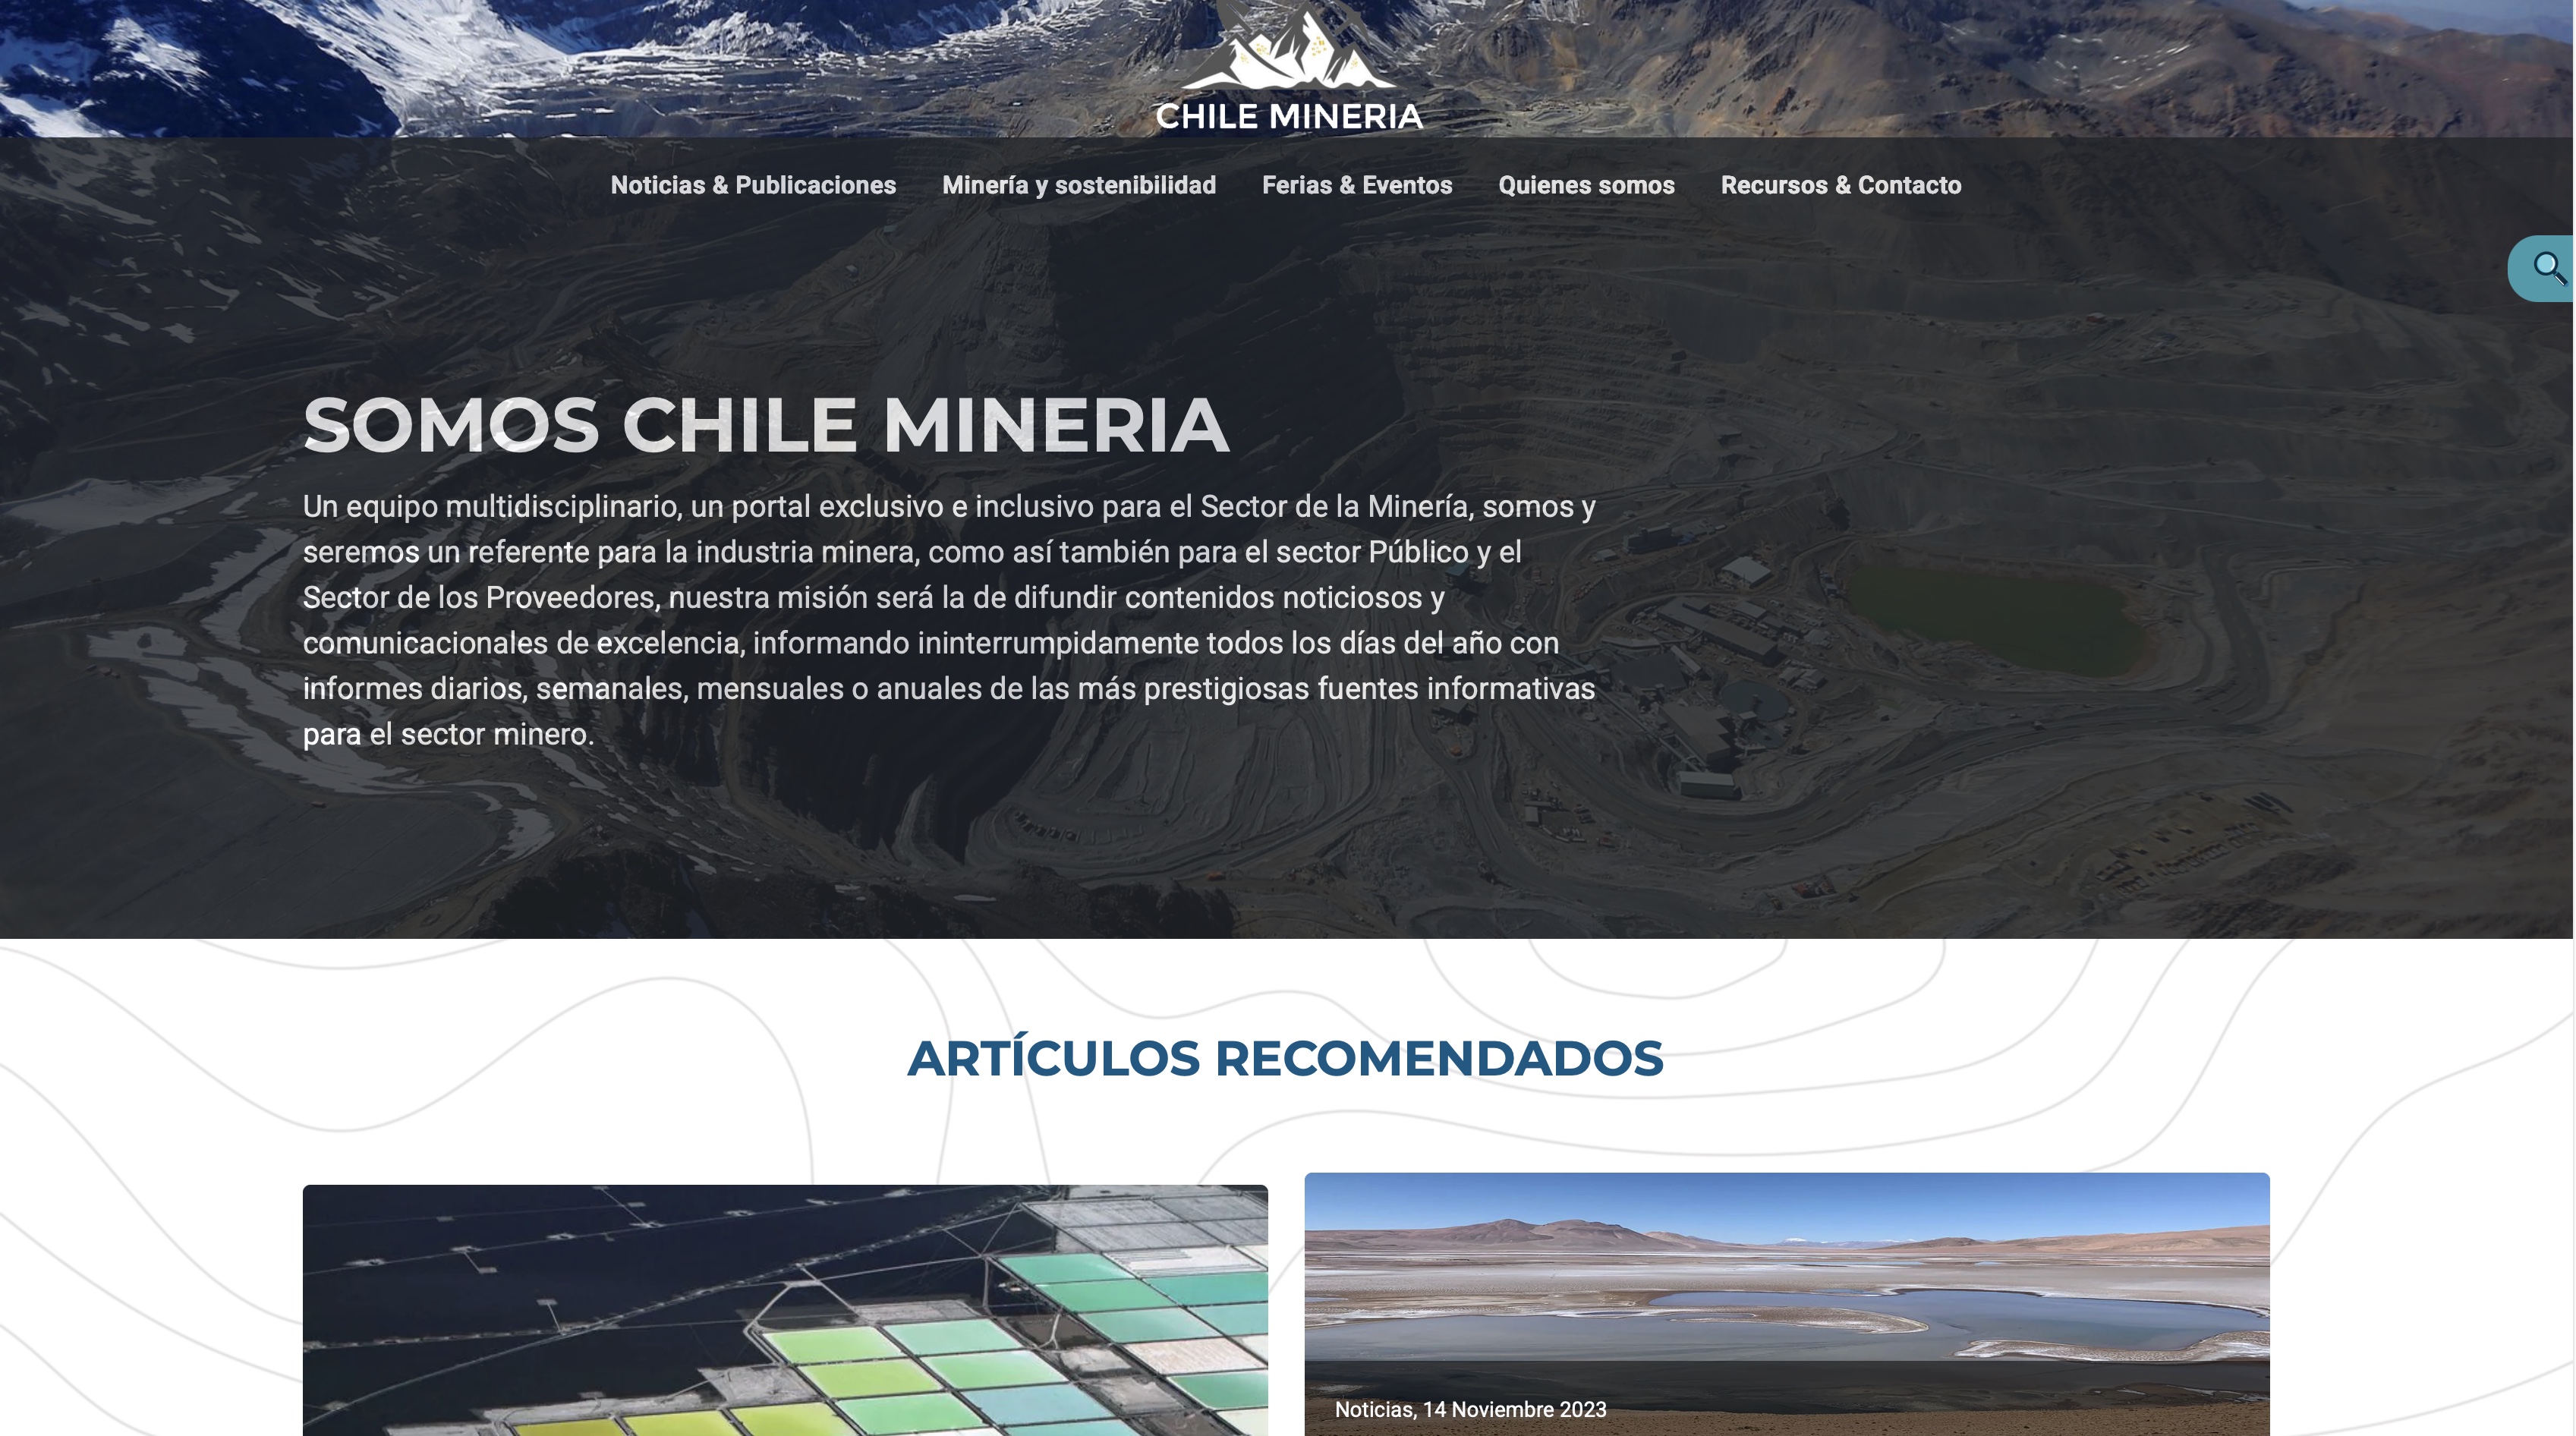 CHILE MINERIA
Noticias & Publicaciones Minería y sostenibilidad Ferias & Eventos Quienes somos Recursos & Contacto
SOMOS CHILE MINERIA
Un equipo multidisciplinario, un portal exclusivo e inclusivo para el Sector de la Minería, somos y
seremos un referente para la industria minera, como así también para el sector Público y el
Sector de los Proveedores, nuestra misión será la de difundir contenidos noticiosos y
comunicacionales de excelencia, informando ininterrumpidamente todos los días del año con
informes diarios, semanales, mensuales o anuales de las más prestigiosas fuentes informativas
para el sector minero.
ARTÍCULOS RECOMENDADOS
Noticias, 14 Noviembre 2023